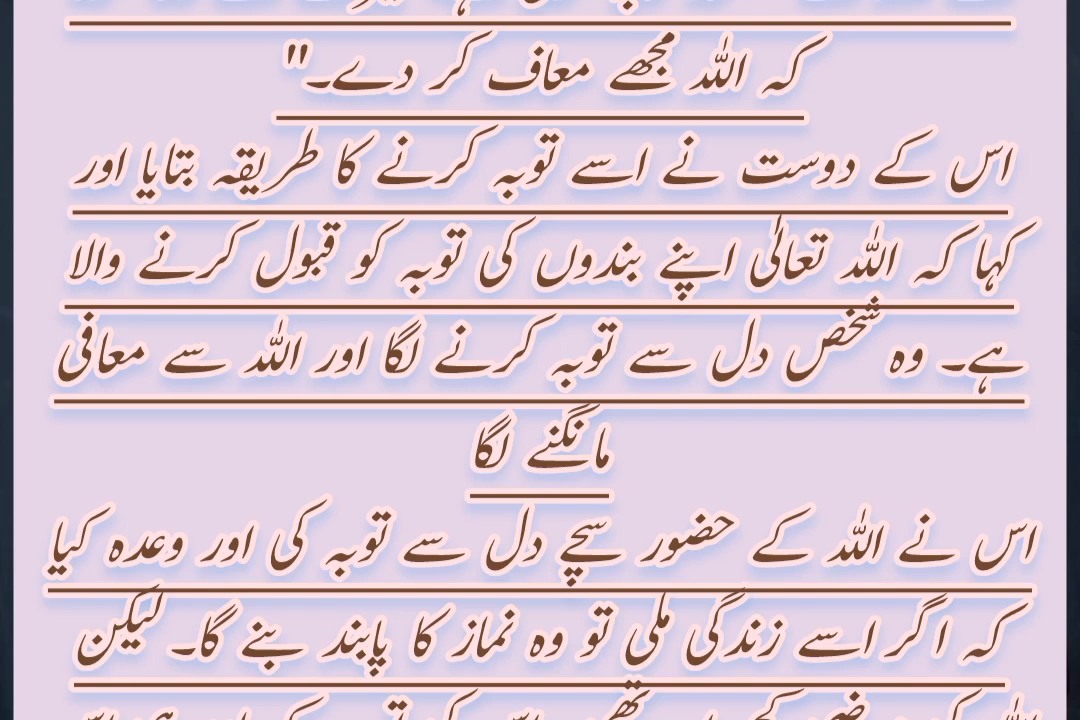 کہ اللہ مجھے معاف کر دے۔"
اس کے دوست نے اسے توبہ کرنے کا طریقہ بتایا اور
کہا کہ اللہ تعالیٰ اپنے بندوں کی توبہ کو قبول کرنے والا
ہے۔ وہ شخص دل سے توبہ کرنے لگا اور اللہ سے معافی
مانگنے لگا
اس نے اللہ کے حضور سچے دل سے توبہ کی اور وعدہ کیا
کہ اگر اسے زندگی ملی تو وہ نماز کا پابند بنے گا۔ لیکن